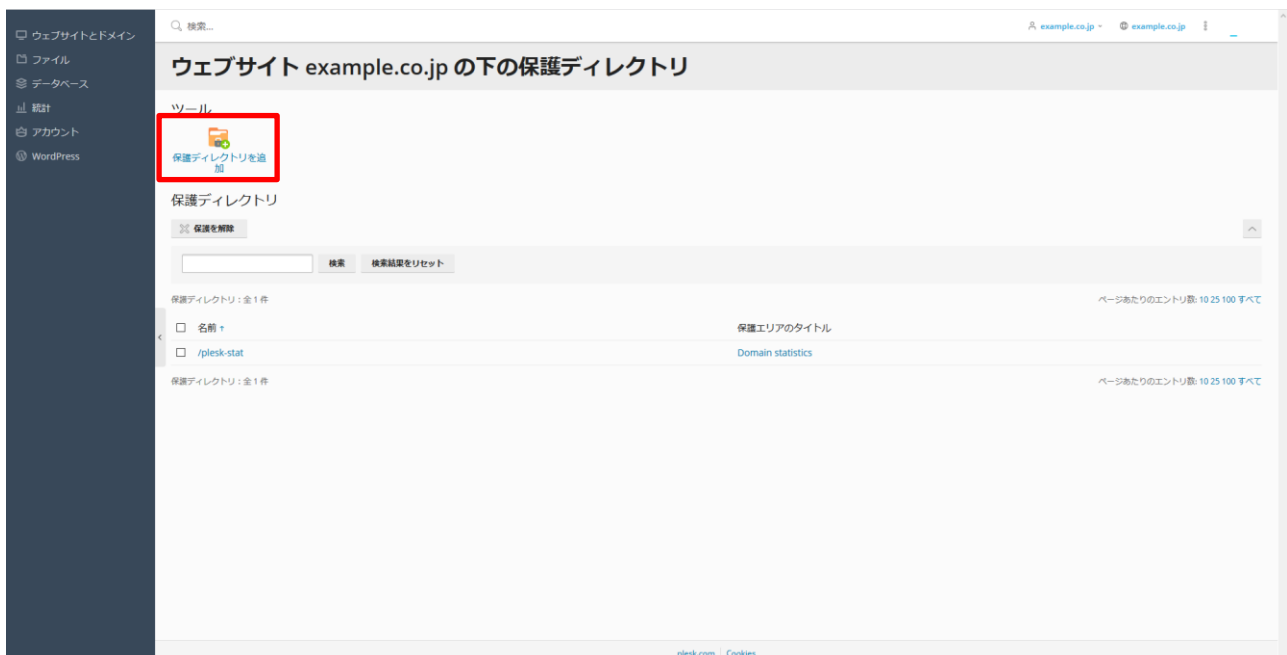 検索...
example.co.jp
example.co.jp
ウェブサイトとドメイン
ファイル
データベース
統計
アカウント
WordPress
ウェブサイト example.co.jp の下の保護ディレクトリ
ツール
保護ディレクトリを追
加
保護ディレクトリ
保護を解除
検索 検索結果をリセット
保護ディレクトリ : 全 1 件 ページあたりのエントリ数: 10 25 100 すべて
名前 ↑ 保護エリアのタイトル
/plesk-stat Domain statistics
保護ディレクトリ : 全 1 件 ページあたりのエントリ数: 10 25 100 すべて
plesk.com Cookies